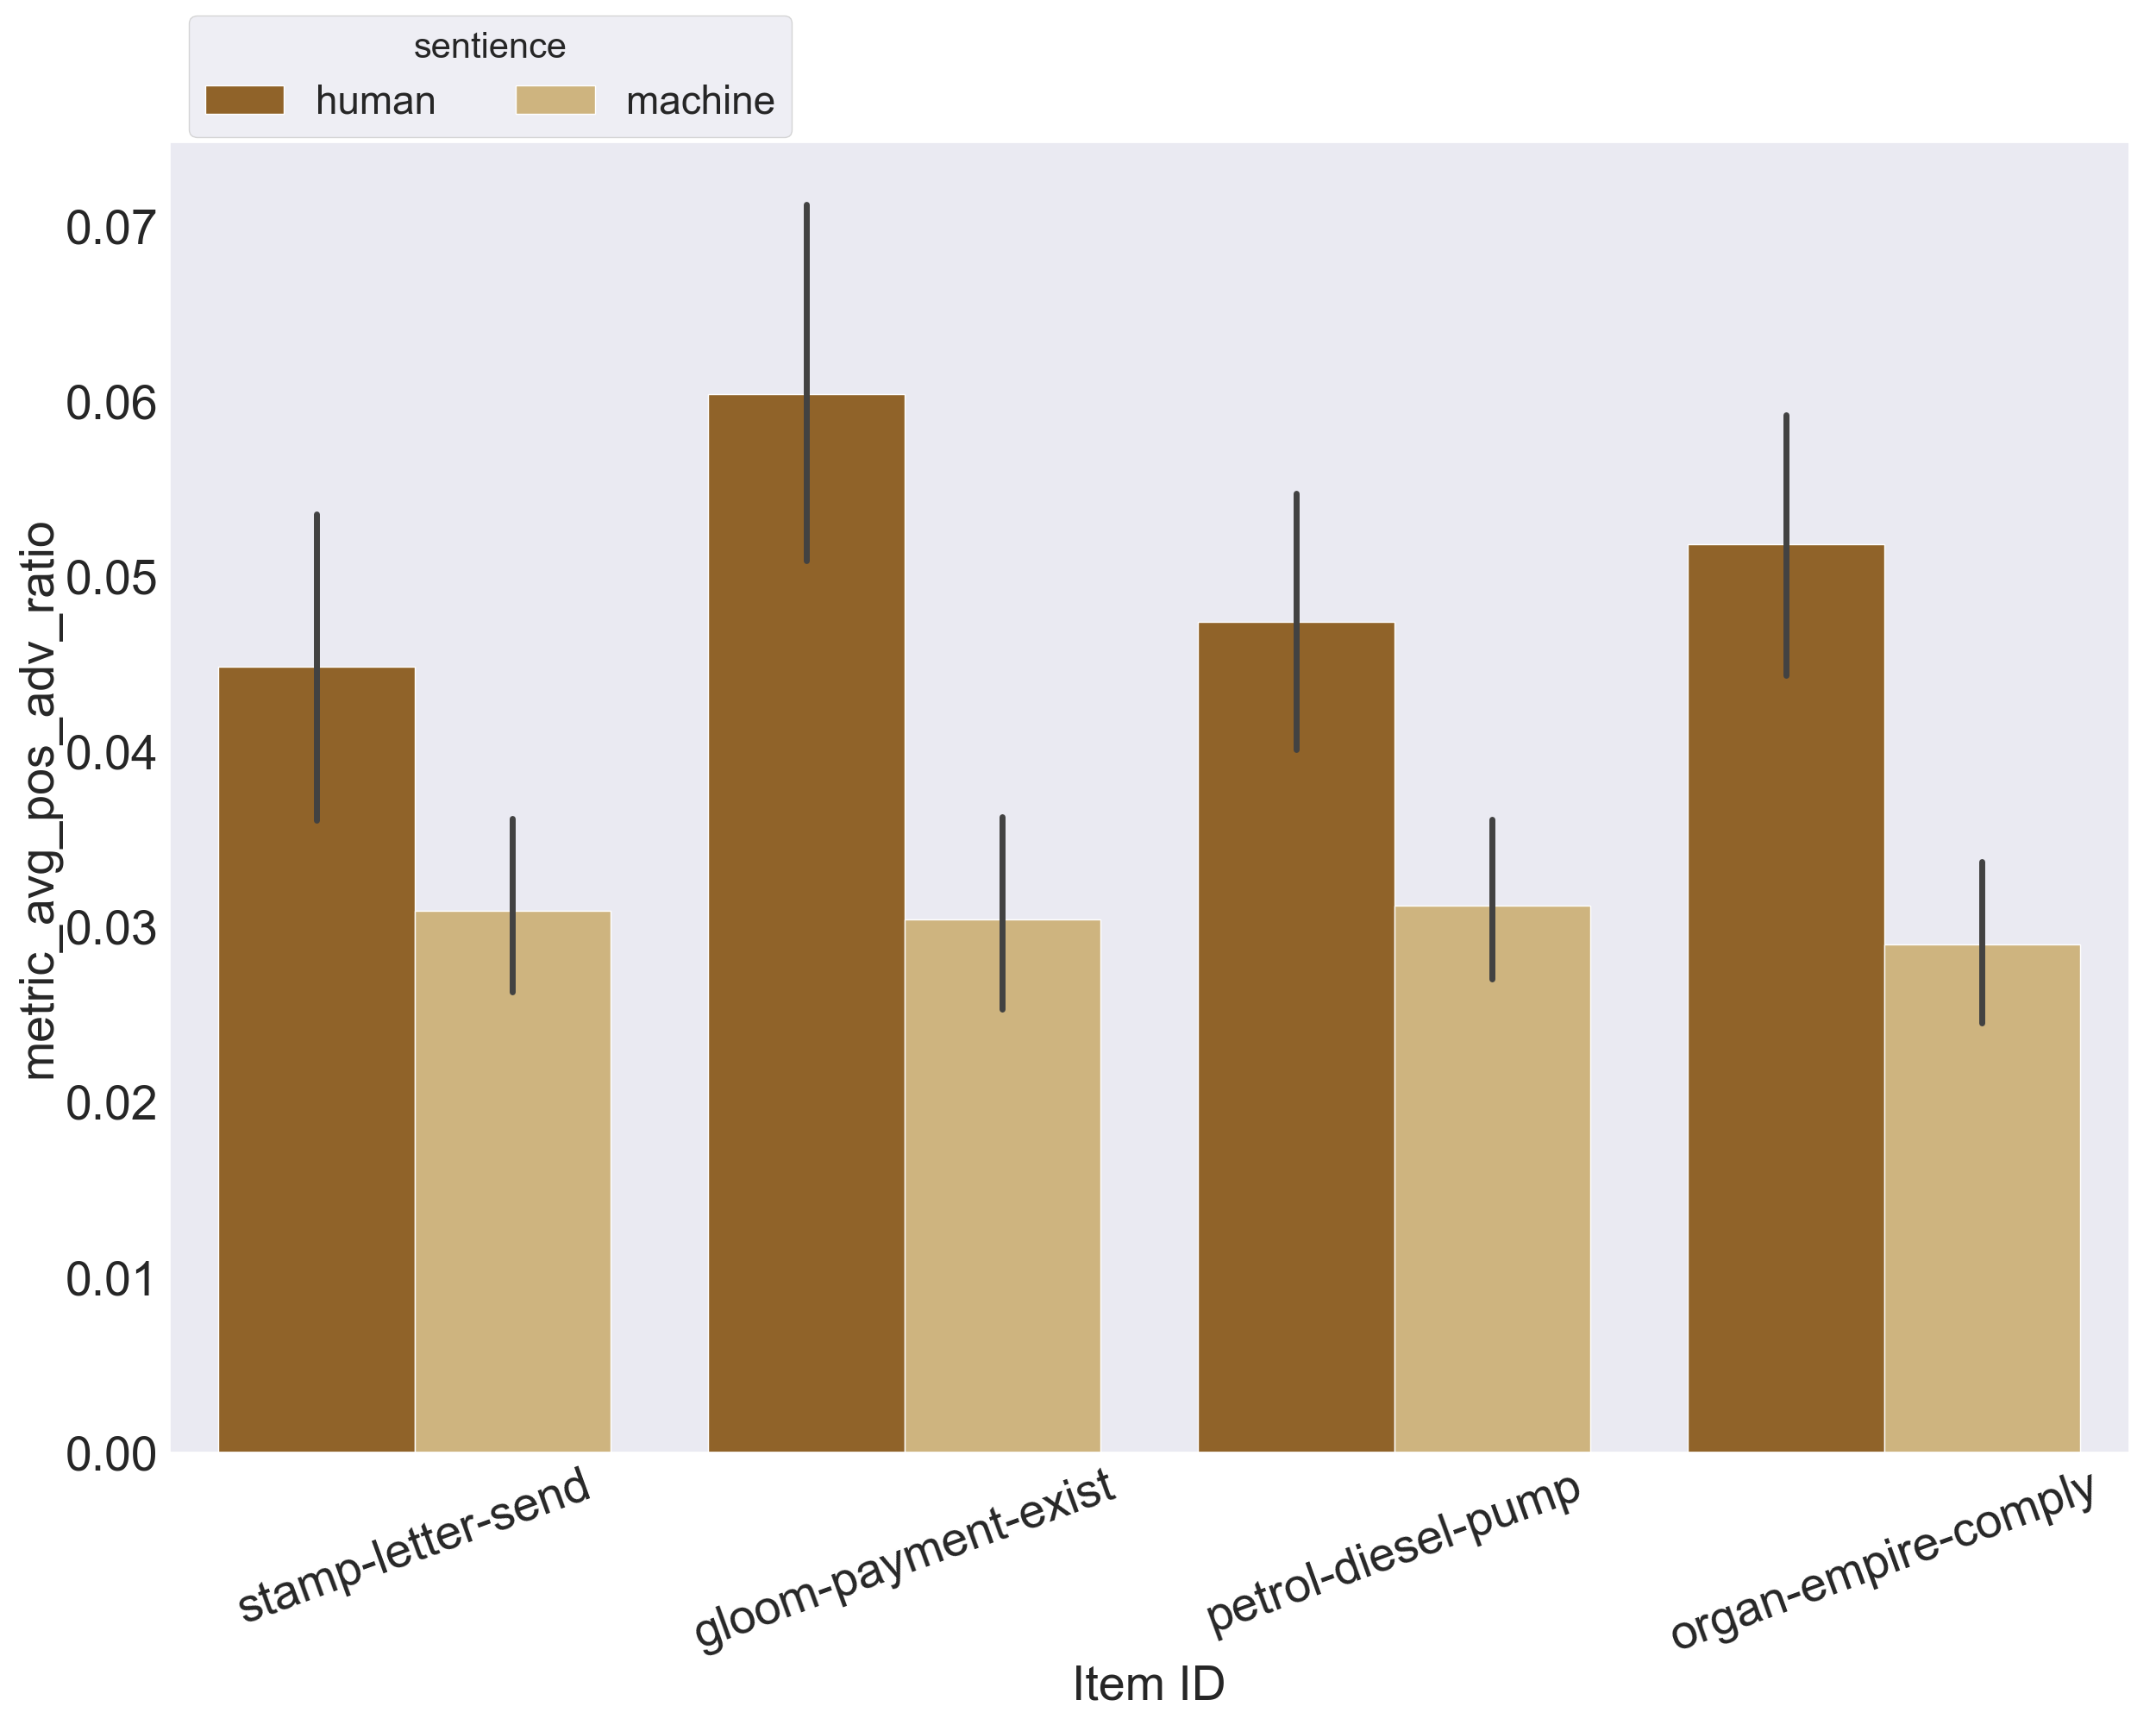 sentience
human machine
metric_avg_pos_adv_ratio
0.07
0.06
0.05
0.04
0.03
0.02
0.01
0.00
stamp-letter-send
gloom-payment-exist
petrol-diesel-pump
organ-empire-comply
Item ID